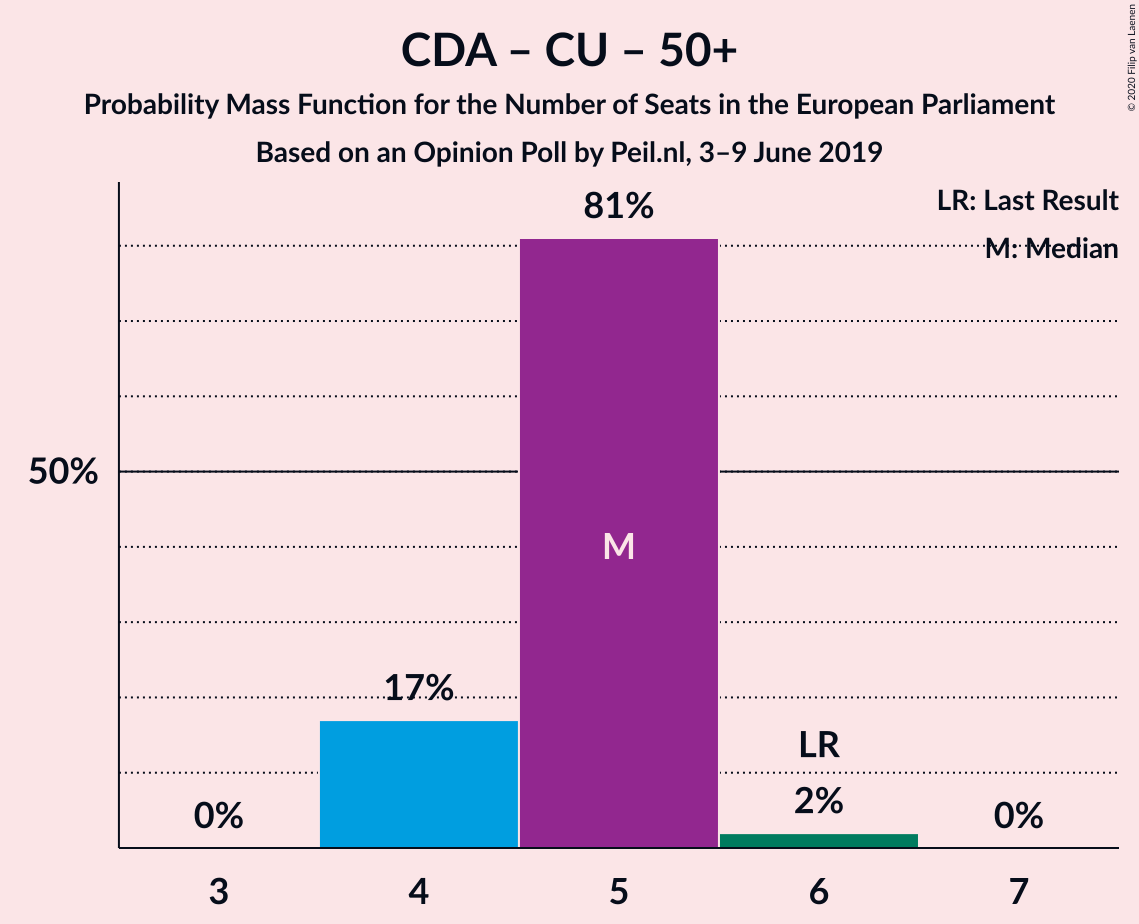 CDA – CU – 50+
Probability Mass Function for the Number of Seats in the European Parliament
Based on an Opinion Poll by Peil.nl, 3–9 June 2019
© 2020 Filip van Laenen
LR: Last Result
M: Median
81%
50%
M
17%
LR
0%
2%
0%
3
4
5
6
7